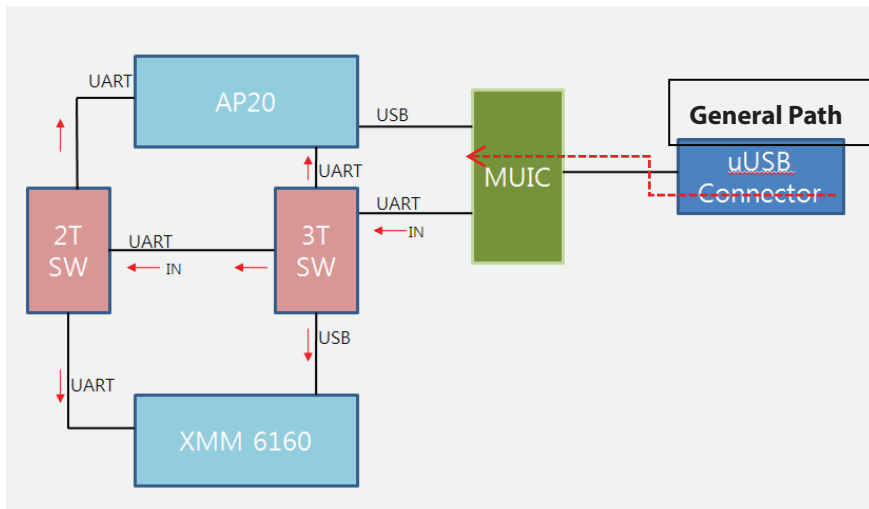 UART
AP20
USB
General Path
uUSB
Connector
MUIC
UART
UART
IN
2T
SW
UART
IN
3T
SW
USB
UART
XMM 6160